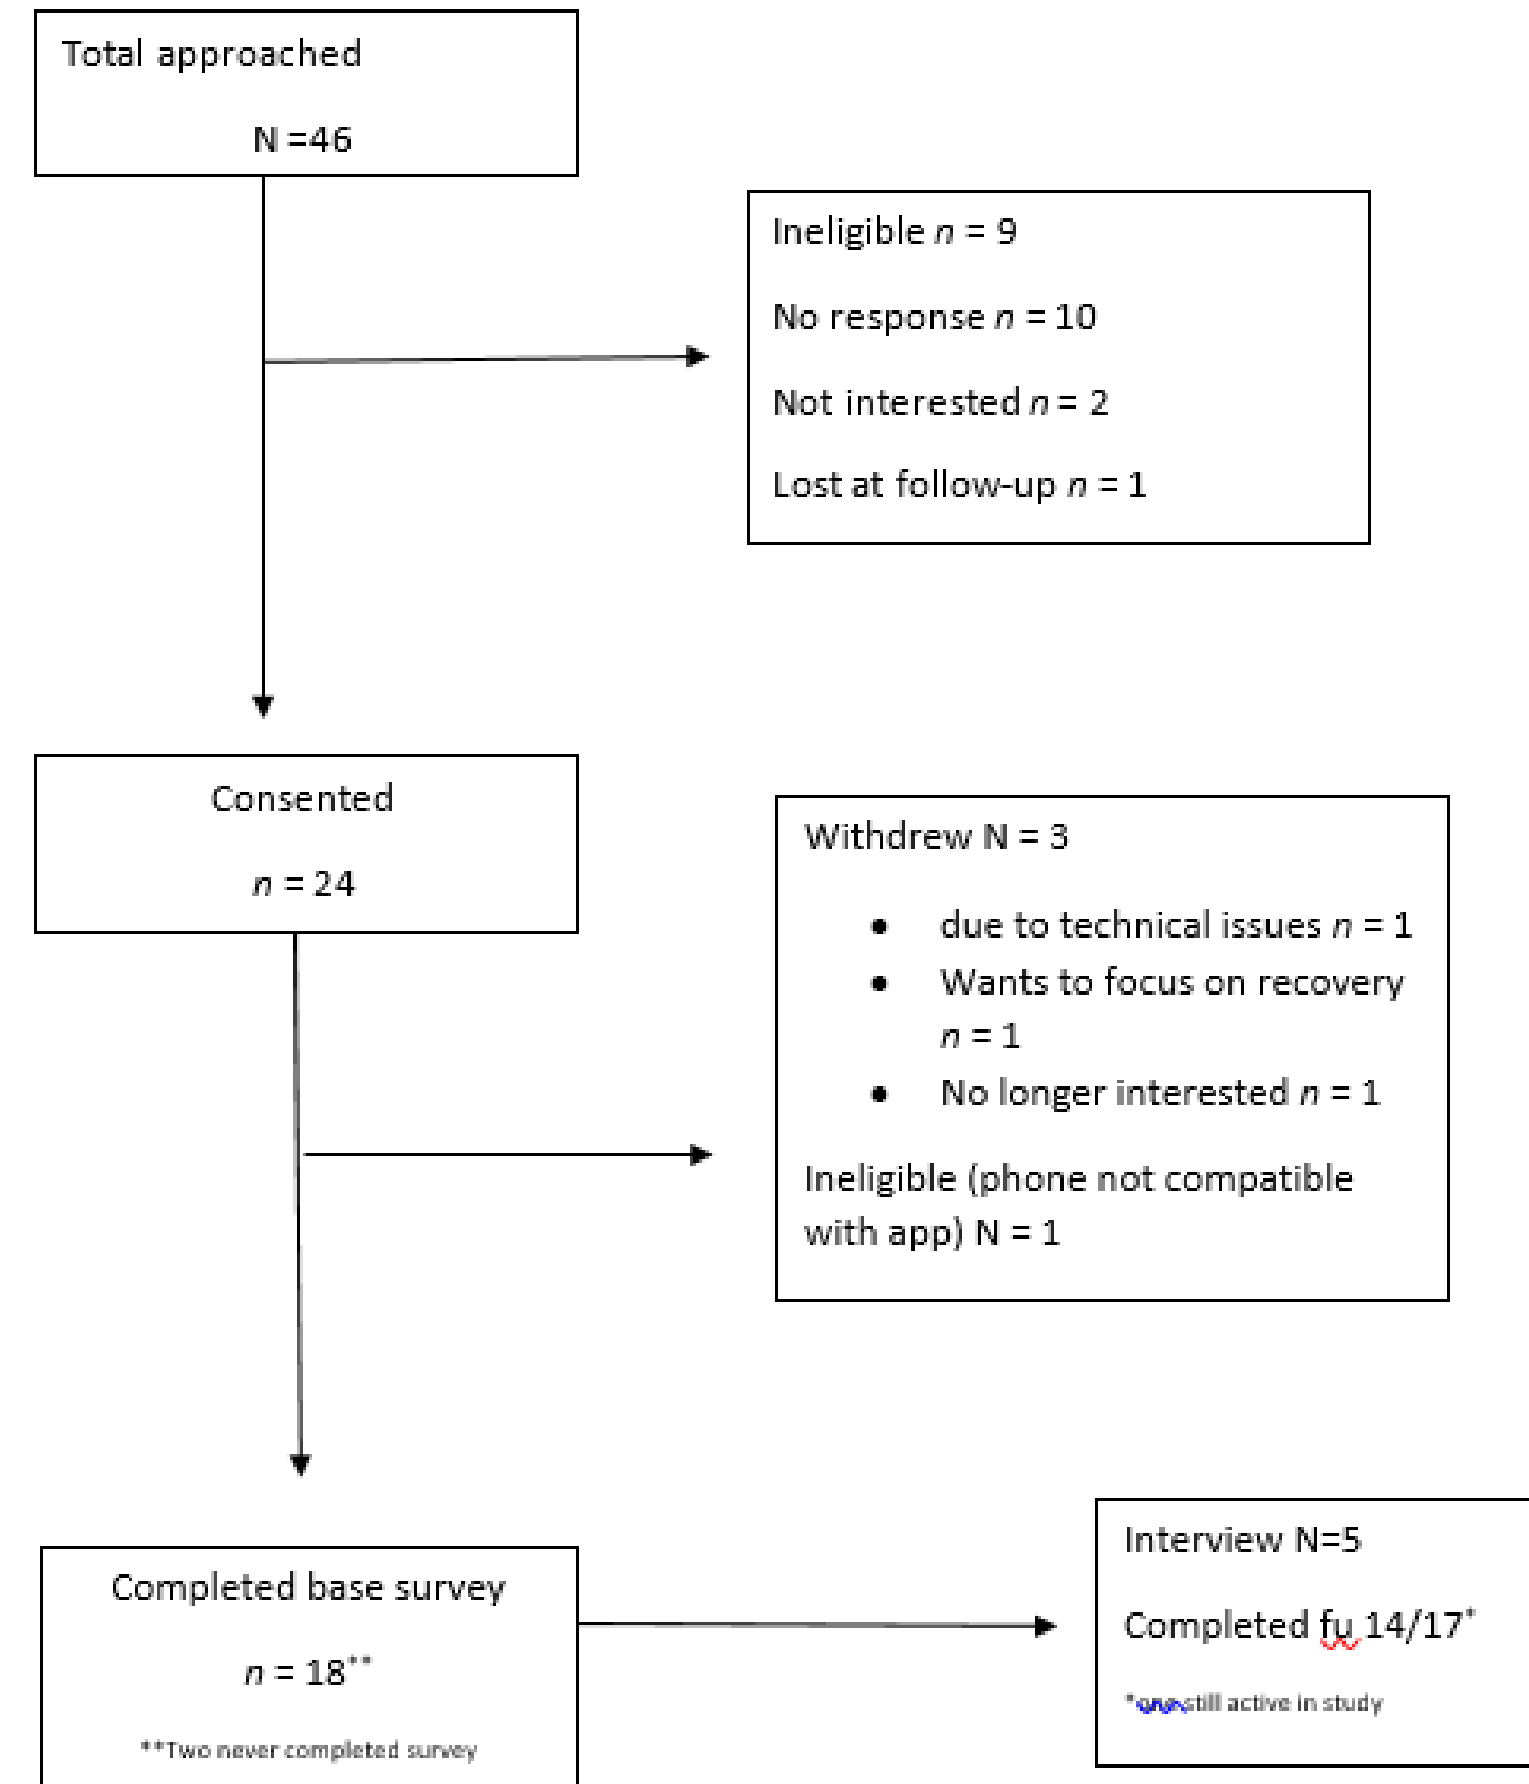 Total approached
N =46
Ineligible n = 9
No response n = 10
Not interested n = 2
Lost at follow-up n = 1
Consented
n = 24
Withdrew N = 3
• due to technical issues n = 1
• Wants to focus on recovery
n = 1
• No longer interested n = 1
Ineligible (phone not compatible
with app) N = 1
Completed base survey
n = 18**
**Two never completed survey
Interview N=5
Completed fu 14/17*
*one still active in study